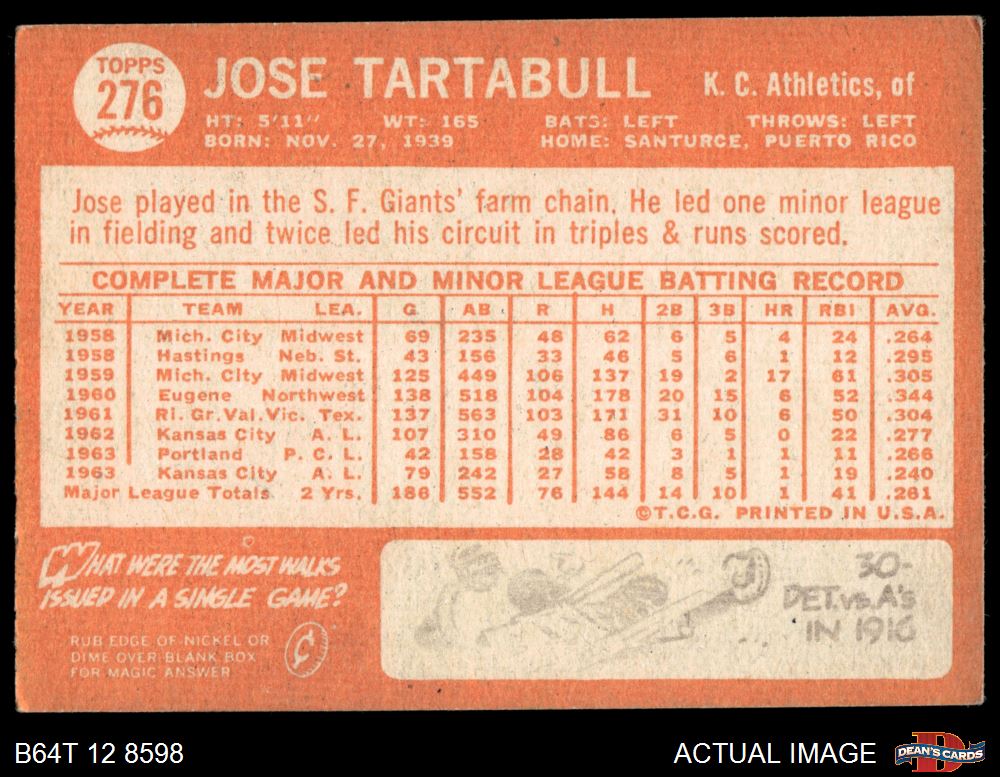 TOPPS
276
JOSE TARTABULL
K. C. Athletics, of
HT: 5'11" WT: 165 BATS: LEFT THROWS: LEFT
BORN: NOV. 27, 1939 HOME: SANTURCE, PUERTO RICO
Jose played in the S. F. Giants' farm chain. He led one minor league
in fielding and twice led his circuit in triples & runs scored.
COMPLETE MAJOR AND MINOR LEAGUE BATTING RECORD
YEAR TEAM LEA. G AB R H 2B 3B HR RBI AVG.
1958 Mich. City Midwest 69 235 48 62 6 5 4 24 .264
1958 Hastings Neb. St. 43 156 33 46 5 6 1 12 .295
1959 Mich. City Midwest 125 449 106 137 19 2 17 61 .305
1960 Eugene Northwest 138 518 104 178 20 15 6 52 .344
1961 Ri. Gr. Val. Vic. Tex. 137 563 103 171 31 10 6 50 .304
1962 Kansas City A. L. 107 310 49 86 6 5 0 22 .277
1963 Portland P. C. L. 42 158 28 42 3 1 1 11 .266
1963 Kansas City A. L. 79 242 27 58 8 5 1 19 .240
Major League Totals 2 Yrs. 186 552 76 144 14 10 1 41 .261
©T.C.G. PRINTED IN U.S.A.
WHAT WERE THE MOST WALKS
ISSUED IN A SINGLE GAME?
RUB EDGE OF NICKEL OR
DIME OVER BLANK BOX
FOR MAGIC ANSWER
30-
DET. vs. A's
IN 1916
B64T 12 8598
ACTUAL IMAGE
DEAN'S CARDS